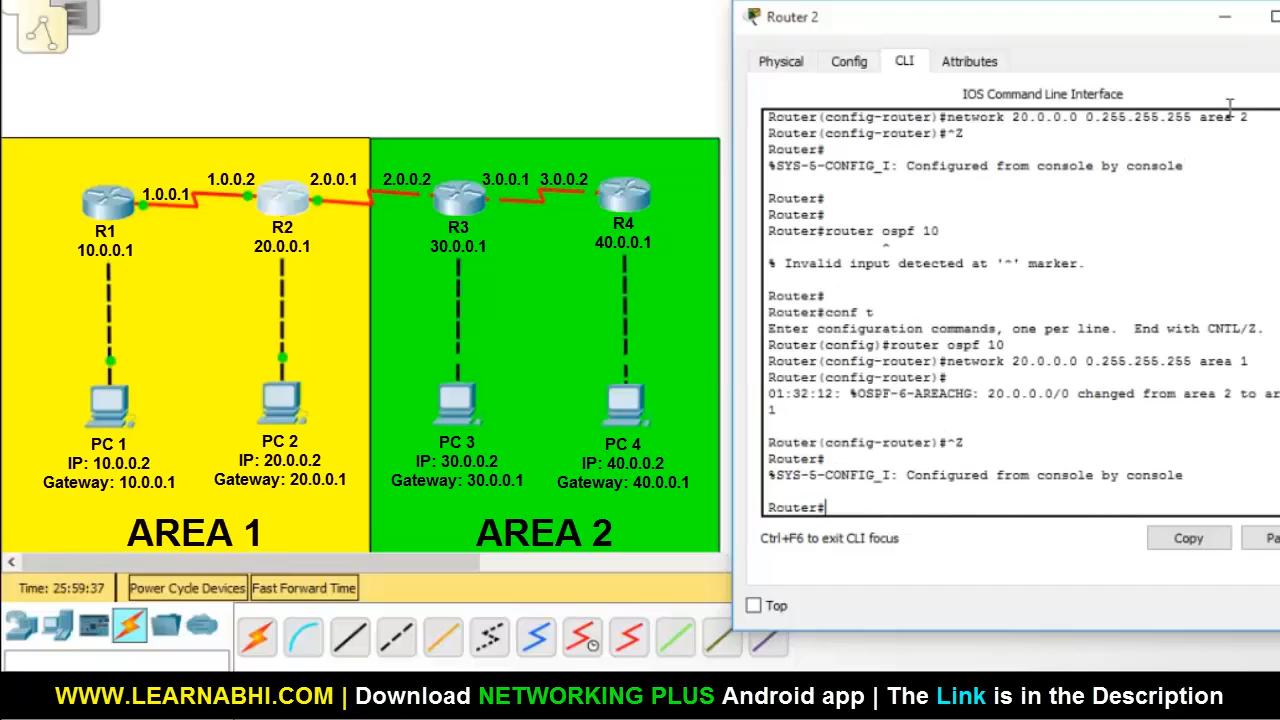 Router 2
Physical Config CLI Attributes
IOS Command Line Interface
Router(config-router)#network 20.0.0.0 0.255.255.255 area 2
Router(config-router)#^Z
Router#
%SYS-5-CONFIG_I: Configured from console by console
Router#
Router#
Router#router ospf 10
^
% Invalid input detected at '^' marker.
Router#
Router#conf t
Enter configuration commands, one per line. End with CNTL/Z.
Router(config)#router ospf 10
Router(config-router)#network 20.0.0.0 0.255.255.255 area 1
Router(config-router)#
01:32:12: %OSPF-6-AREACHG: 20.0.0.0/0 changed from area 2 to ar
1
Router(config-router)#^Z
Router#
%SYS-5-CONFIG_I: Configured from console by console
Router#
Ctrl+F6 to exit CLI focus
Copy Pa
Top
1.0.0.1 1.0.0.2 2.0.0.1 2.0.0.2 3.0.0.1 3.0.0.2
R1
10.0.0.1
R2
20.0.0.1
R3
30.0.0.1
R4
40.0.0.1
PC 1
IP: 10.0.0.2
Gateway: 10.0.0.1
PC 2
IP: 20.0.0.2
Gateway: 20.0.0.1
PC 3
IP: 30.0.0.2
Gateway: 30.0.0.1
PC 4
IP: 40.0.0.2
Gateway: 40.0.0.1
AREA 1
AREA 2
Time: 25:59:37 Power Cycle Devices Fast Forward Time
WWW.LEARNABHI.COM | Download NETWORKING PLUS Android app | The Link is in the Description